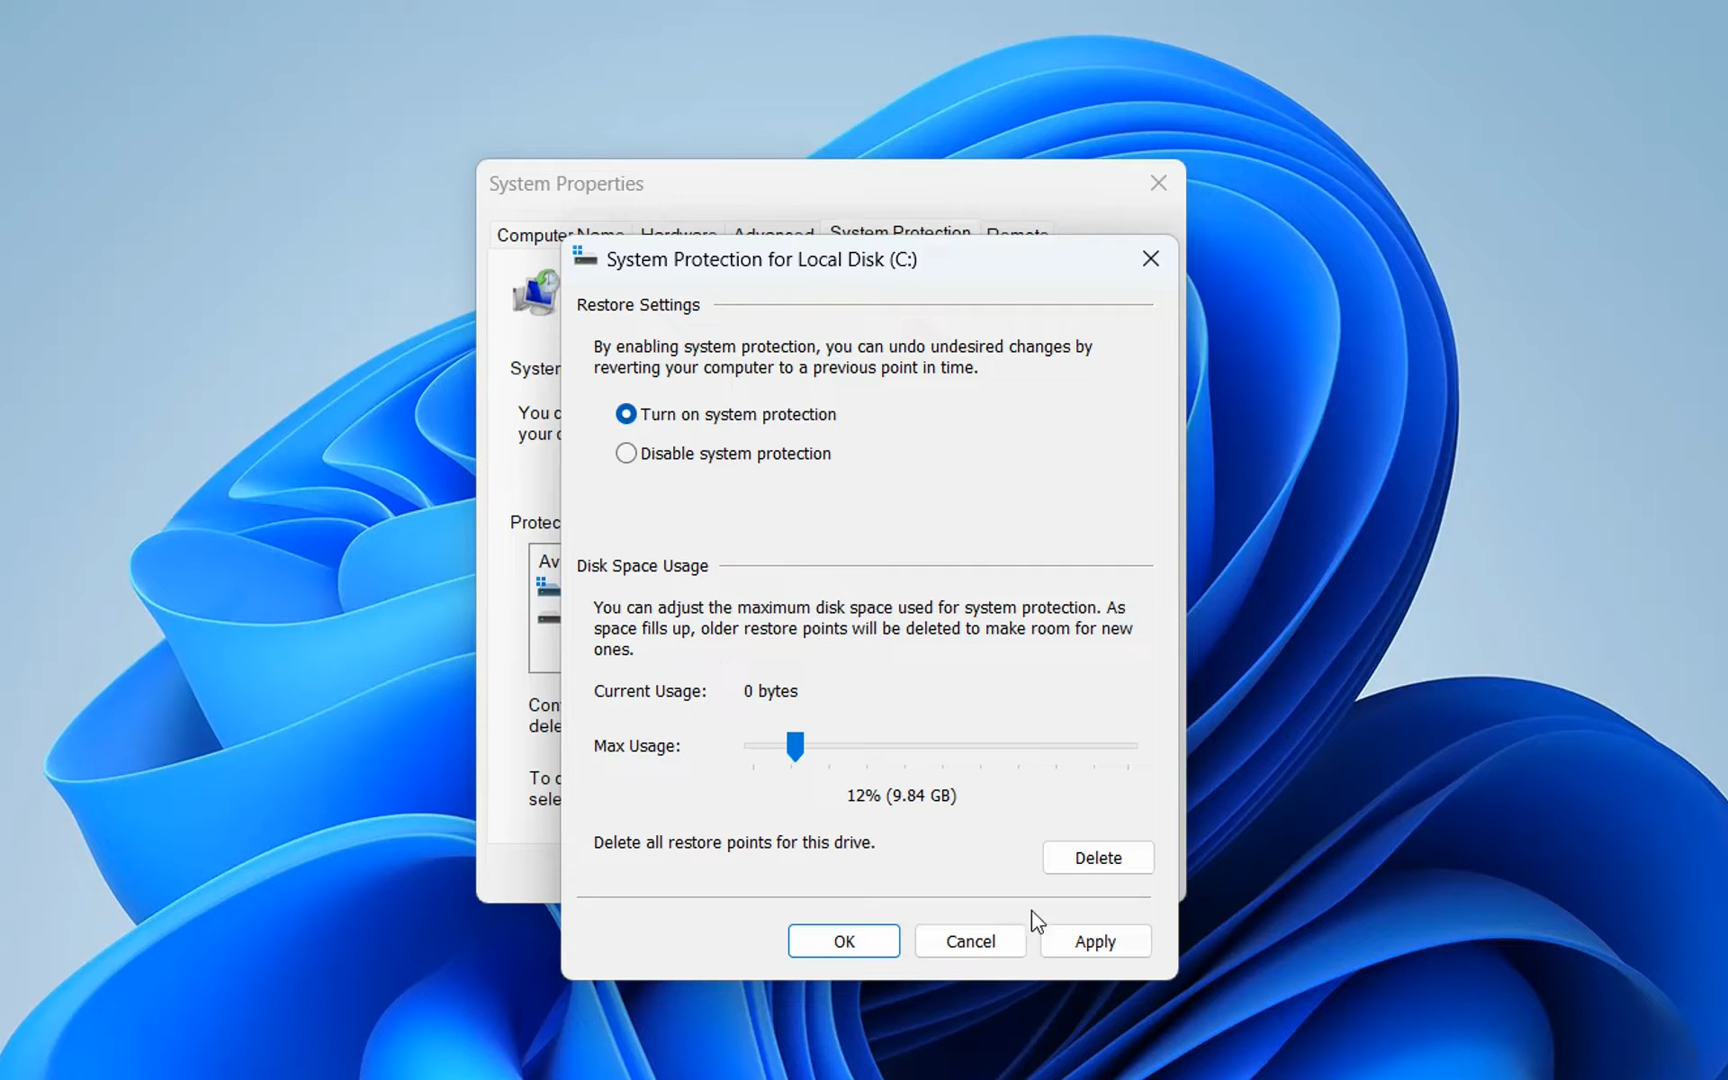 System Properties
Computer Name Hardware Advanced System Protection Remote
System Protection for Local Disk (C:)
Restore Settings
By enabling system protection, you can undo undesired changes by
reverting your computer to a previous point in time.
Turn on system protection
Disable system protection
Disk Space Usage
You can adjust the maximum disk space used for system protection. As
space fills up, older restore points will be deleted to make room for new
ones.
Current Usage: 0 bytes
Max Usage:
12% (9.84 GB)
Delete all restore points for this drive.
Delete
OK Cancel Apply